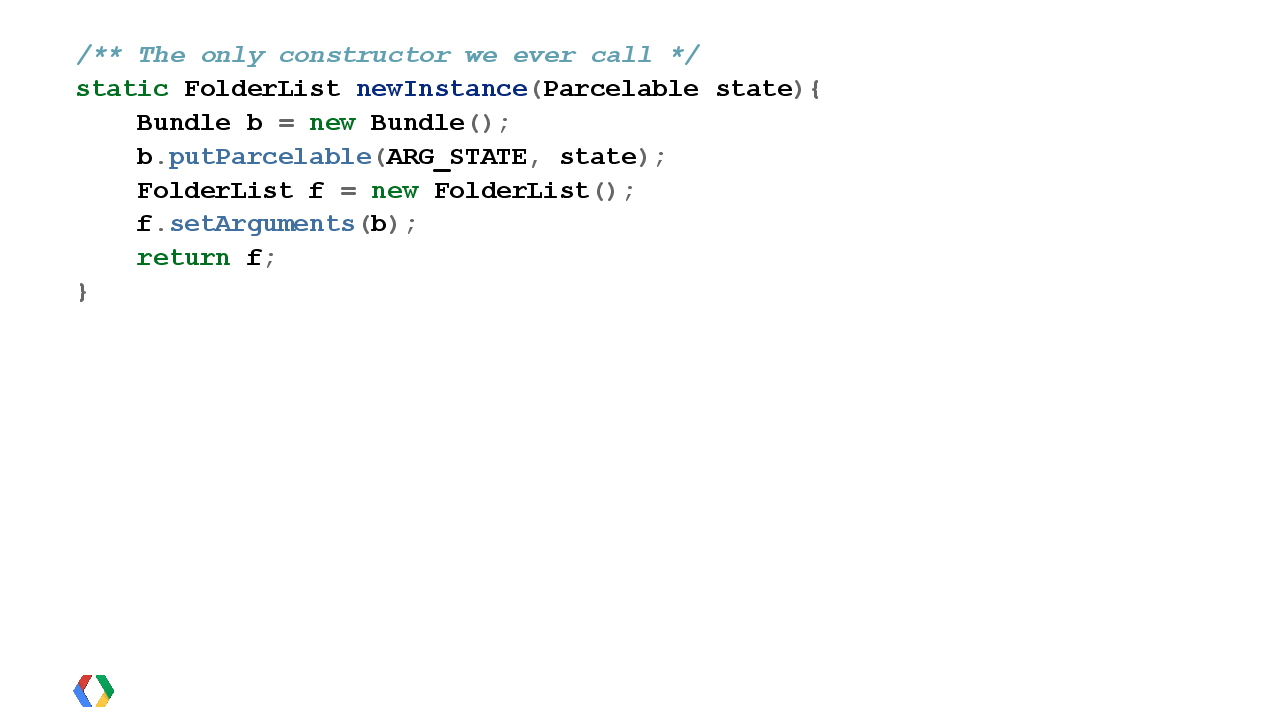 /** The only constructor we ever call */
static FolderList newInstance(Parcelable state){
    Bundle b = new Bundle();
    b.putParcelable(ARG_STATE, state);
    FolderList f = new FolderList();
    f.setArguments(b);
    return f;
}